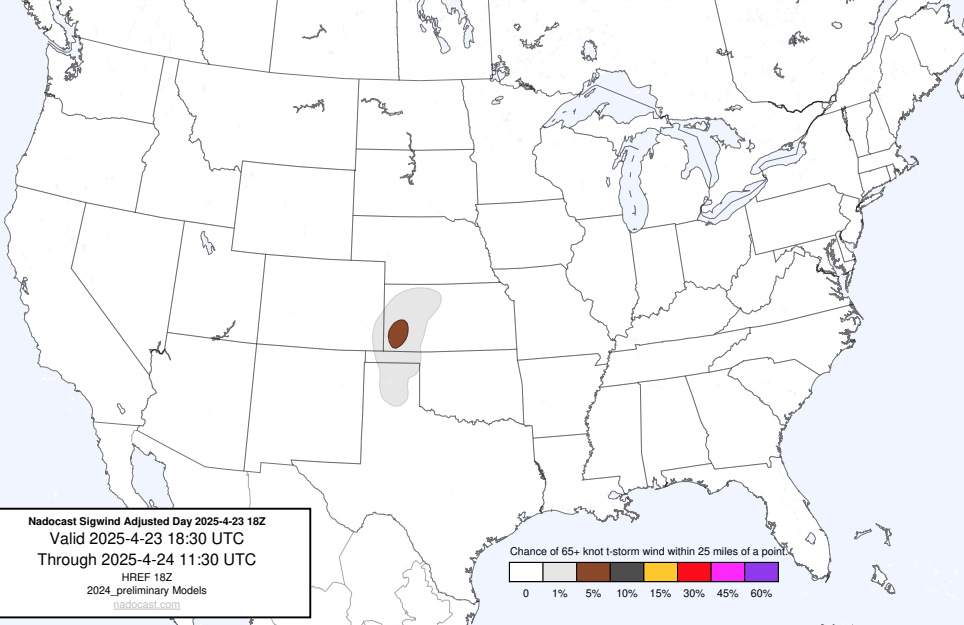 Nadocast Sigwind Adjusted Day 2025-4-23 18Z
Valid 2025-4-23 18:30 UTC
Through 2025-4-24 11:30 UTC
HREF 18Z
2024_preliminary Models
nadocast.com
Chance of 65+ knot t-storm wind within 25 miles of a point.
0 1% 5% 10% 15% 30% 45% 60%